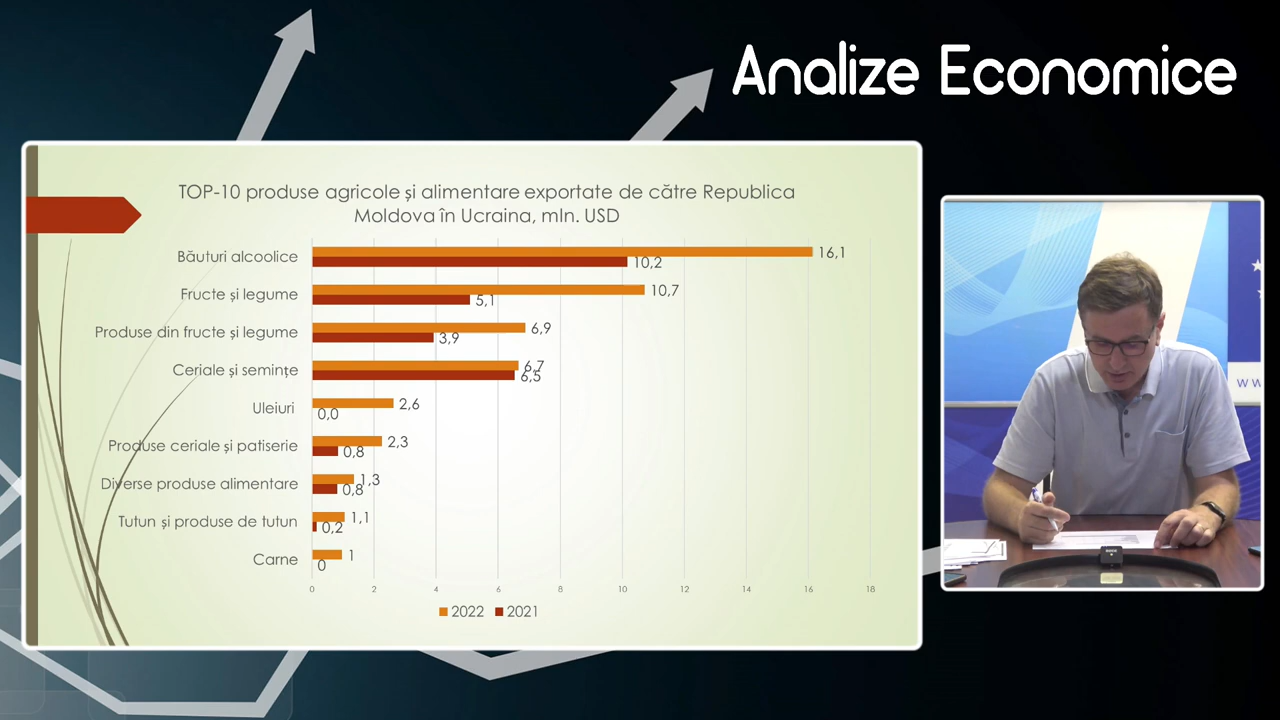 Analize Economice
TOP-10 produse agricole și alimentare exportate de către Republica
Moldova în Ucraina, mln. USD
Băuturi alcoolice
16,1
10,2
Fructe și legume
10,7
5,1
Produse din fructe și legume
6,9
3,9
Ceriale și semințe
6,7
6,5
Uleiuri
2,6
0,0
Produse ceriale și patiserie
2,3
0,8
Diverse produse alimentare
1,3
0,8
Tutun și produse de tutun
1,1
0,2
Carne
1
0
0 2 4 6 8 10 12 14 16 18
2022 2021
ww